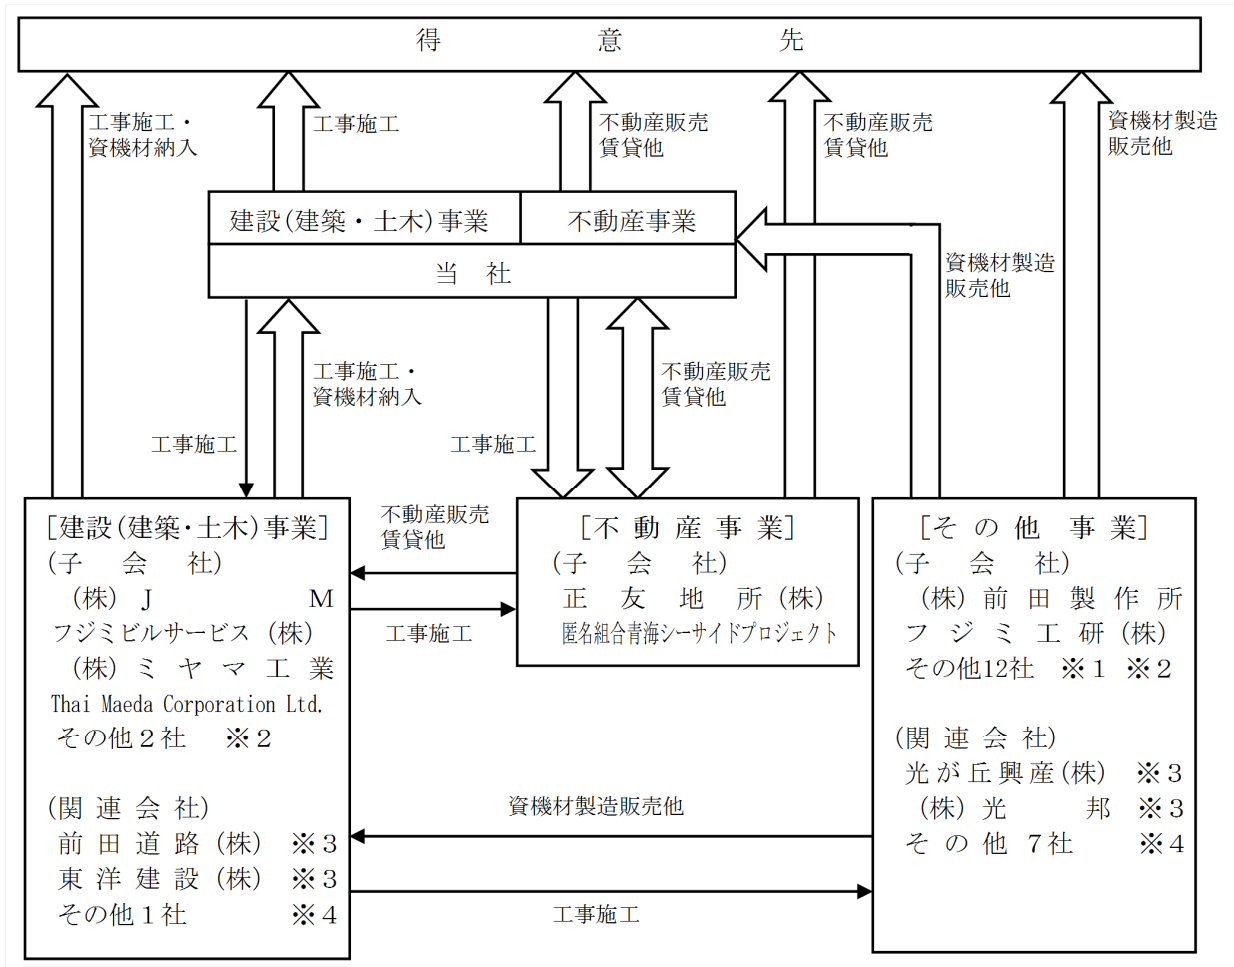 得意先
工事施工・
資機材納入
工事施工
不動産販売
賃貸他
不動産販売
賃貸他
資機材製造
販売他
建設(建築・土木)事業
不動産事業
当社
資機材製造
販売他
工事施工・
資機材納入
不動産販売
賃貸他
工事施工
工事施工
[建設(建築・土木)事業]
(子会社)
(株)JM
フジミビルサービス(株)
(株)ミヤマ工業
Thai Maeda Corporation Ltd.
その他2社 ※2
(関連会社)
前田道路(株) ※3
東洋建設(株) ※3
その他1社 ※4
不動産販売
賃貸他
工事施工
[不動産事業]
(子会社)
正友地所(株)
匿名組合青海シーサイドプロジェクト
資機材製造販売他
工事施工
[その他事業]
(子会社)
(株)前田製作所
フジミ工研(株)
その他12社 ※1 ※2
(関連会社)
光が丘興産(株) ※3
(株)光邦 ※3
その他7社 ※4